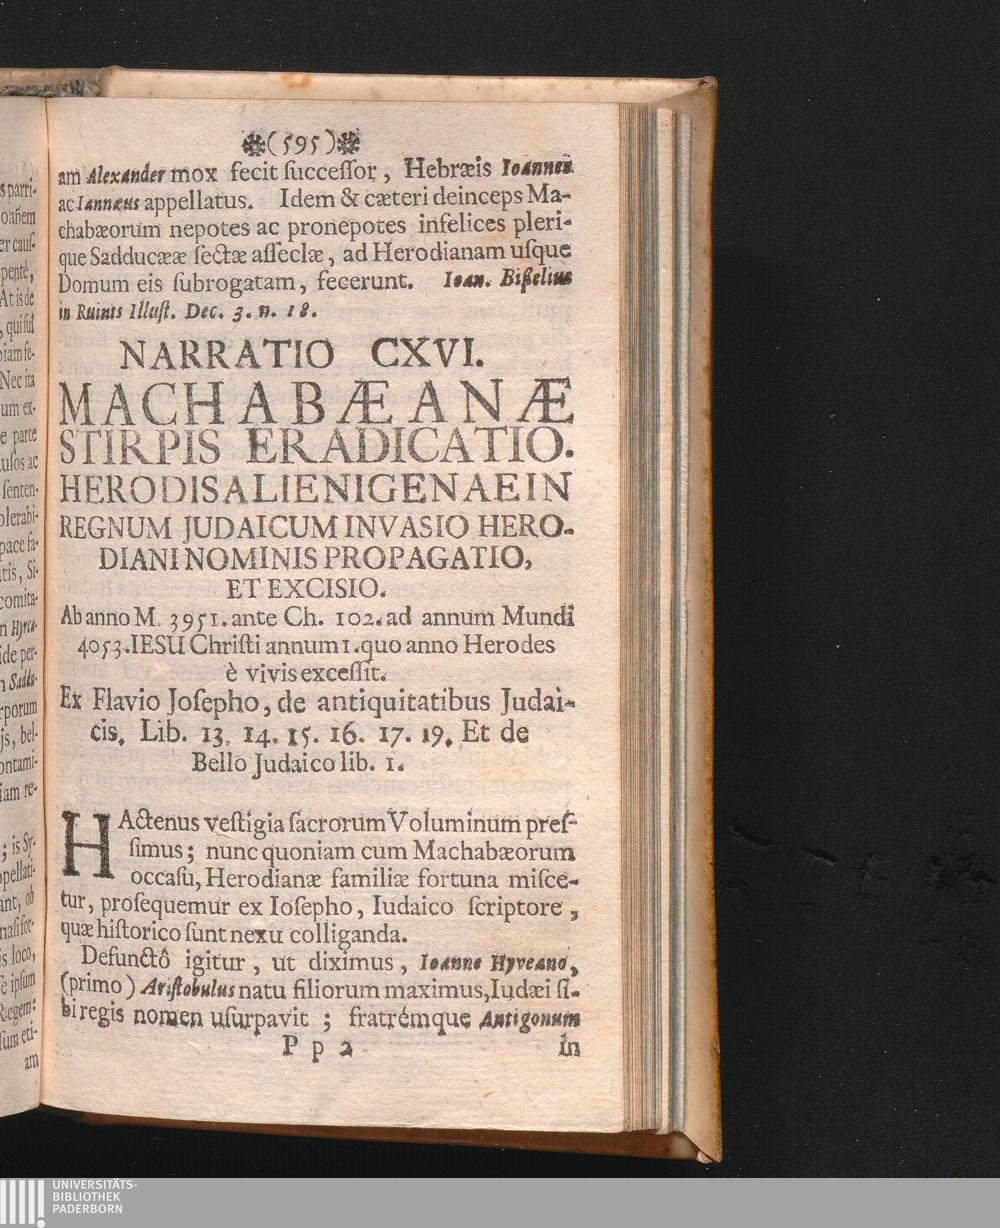 (595)
am Alexander mox fecit ſucceſſor, Hebræis Ioannes
ac Iannæus appellatus. Idem & cæteri deinceps Ma-
chabæorum nepotes ac pronepotes infelices pleri-
que Sadducææ ſectæ aſſeclæ, ad Herodianam uſque
Domum eis ſubrogatam, fecerunt. Ioan. Bißelius
in Ruinis Illuſt. Dec. 3. n. 18.
NARRATIO CXVI.
MACHABÆANÆ
STIRPIS ERADICATIO.
HERODIS ALIENIGENAE IN
REGNUM JUDAICUM INVASIO HERO-
DIANI NOMINIS PROPAGATIO,
ET EXCISIO.
Ab anno M. 3951. ante Ch. 102. ad annum Mundi
4053. IESU Chriſti annum 1. quo anno Herodes
è vivis exceſſit.
Ex Flavio Joſepho, de antiquitatibus Judai-
cis. Lib. 13. 14. 15. 16. 17. 19. Et de
Bello Judaico lib. 1.
HActenus veſtigia ſacrorum Voluminum preſ-
ſimus; nunc quoniam cum Machabæorum
occaſu, Herodianæ familiæ fortuna miſce-
tur, proſequemur ex Ioſepho, Iudaico ſcriptore,
quæ hiſtorico ſunt nexu colliganda.
Defunctô igitur, ut diximus, Ioanne Hyrcano,
(primo) Ariſtobulus natu filiorum maximus, Iudæi ſi-
bi regis nomen uſurpavit; fratrémque Antigonum
P p 2 in
UNIVERSITÄTS-
BIBLIOTHEK
PADERBORN